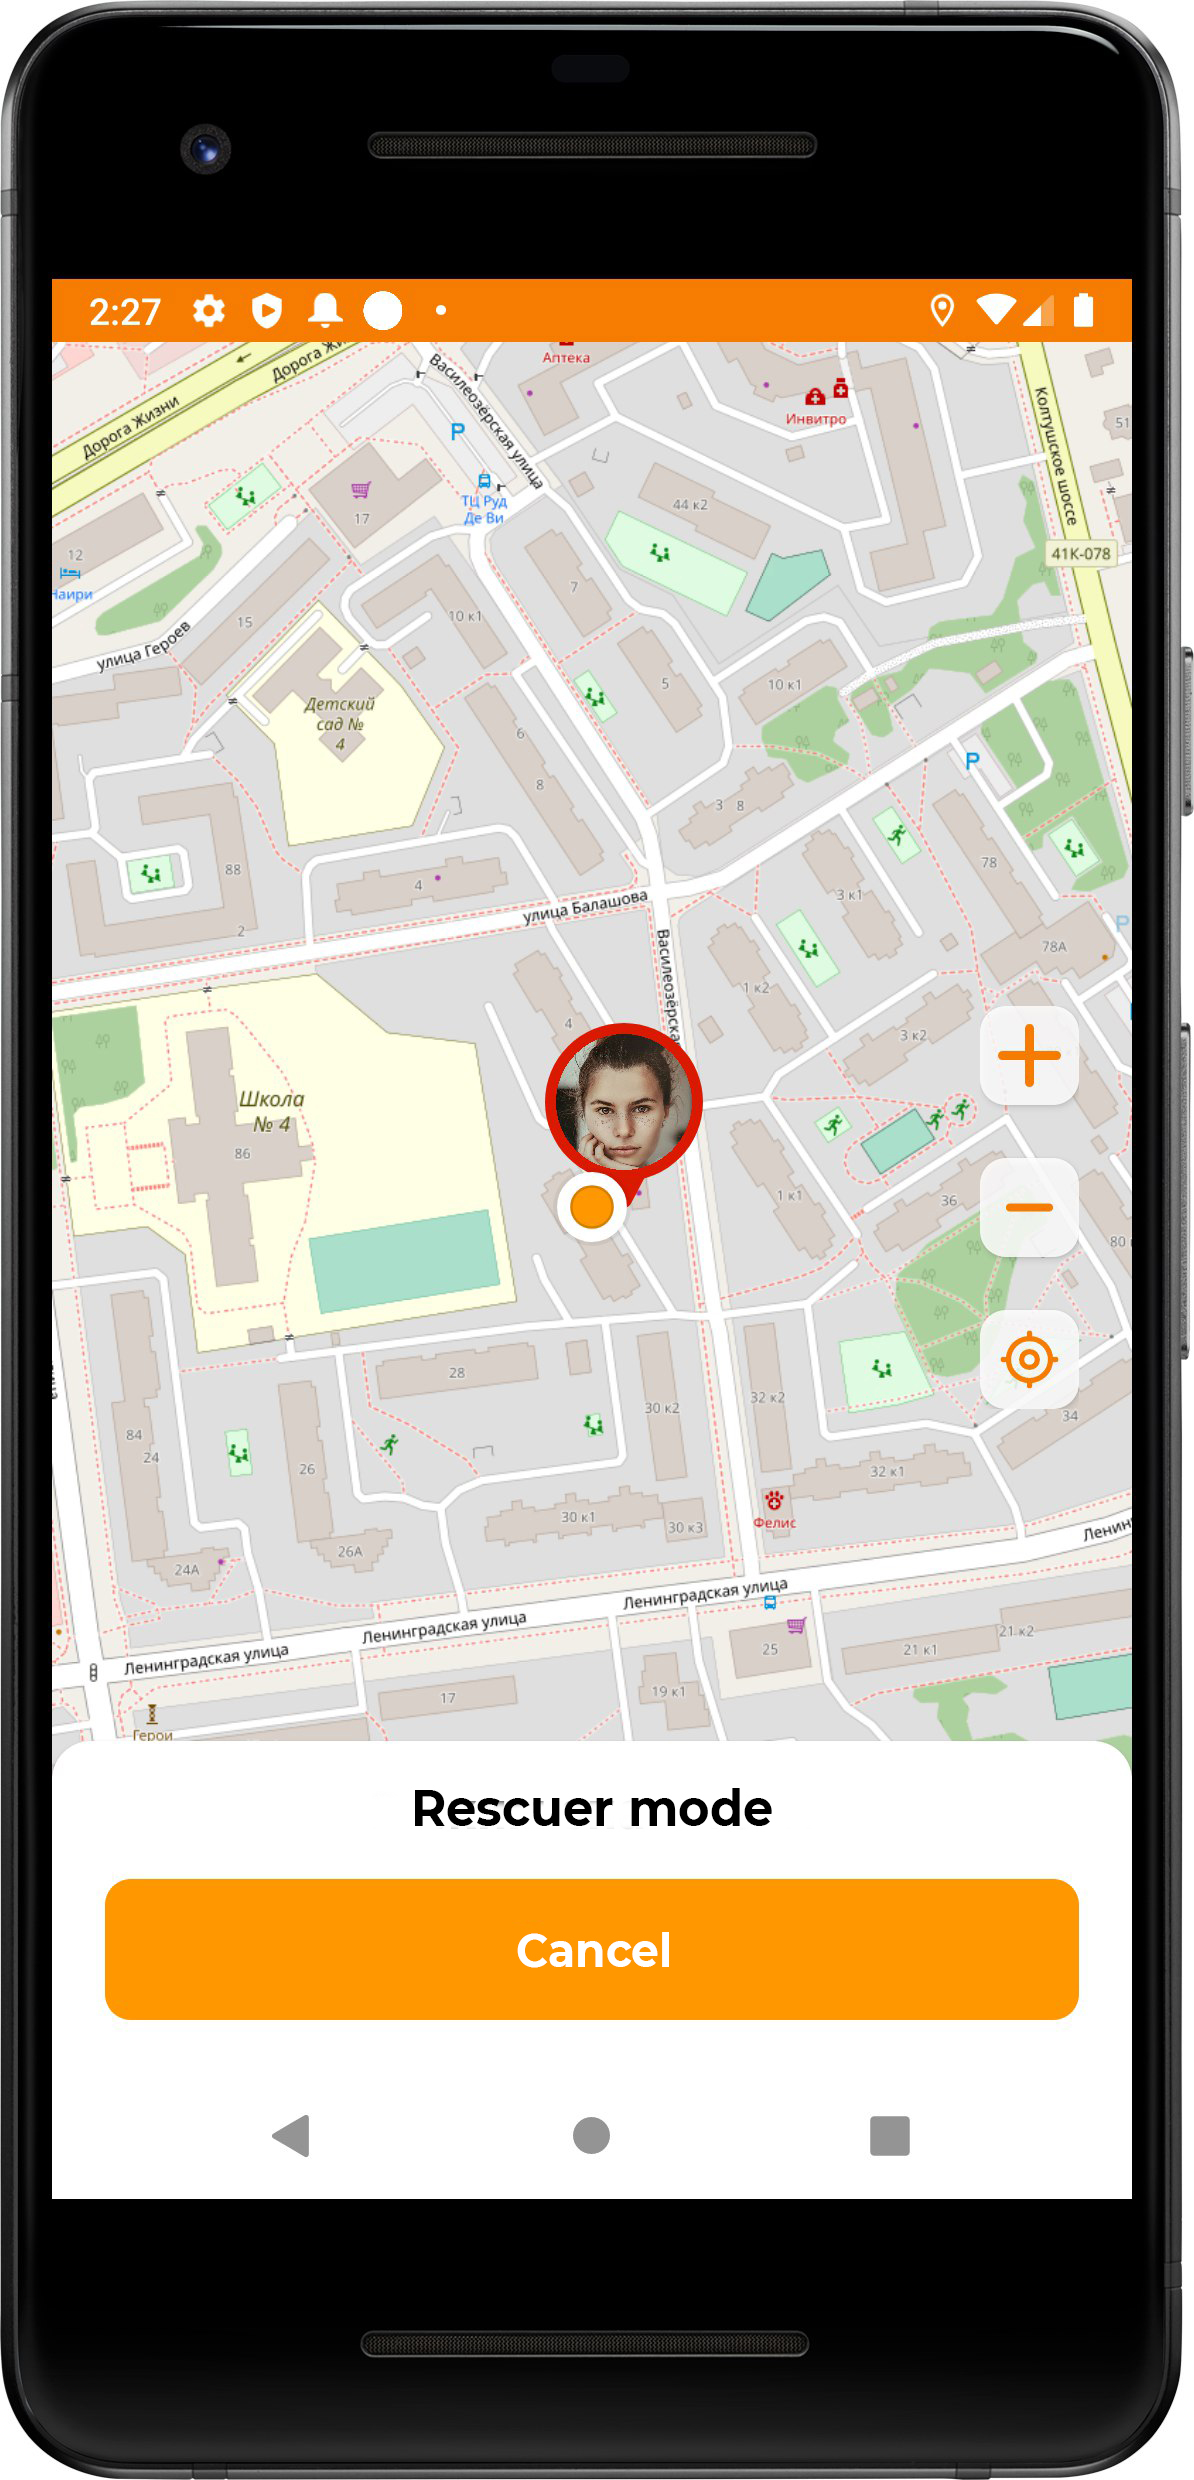 2:27
Дорога Жизни
Дорога Жи
Василеозёрская улица
Аптека
Инвитро
Колтушское шоссе
51
P
17
ТЦ Руд
Де Ви
44 к2
41К-078
12
Наири
15
улица Героев
10 к1
7
5
10 к1
Детский
сад №
4
6
8
P
3
8
88
4
78
3 к1
улица Балашова
2
Василеозёрская
78А
P
1 к2
4
3 к2
Школа
№ 4
86
1 к1
36
80
28
30 к2
32 к2
34
84
24
26
32 к1
30 к1
30 к3
Фелис
26А
24А
Ленин
Ленинградская улица
Ленинградская улица
Ленинградская улица
25
21 к1
21 к2
17
19 к1
Герои
Rescuer mode
Cancel